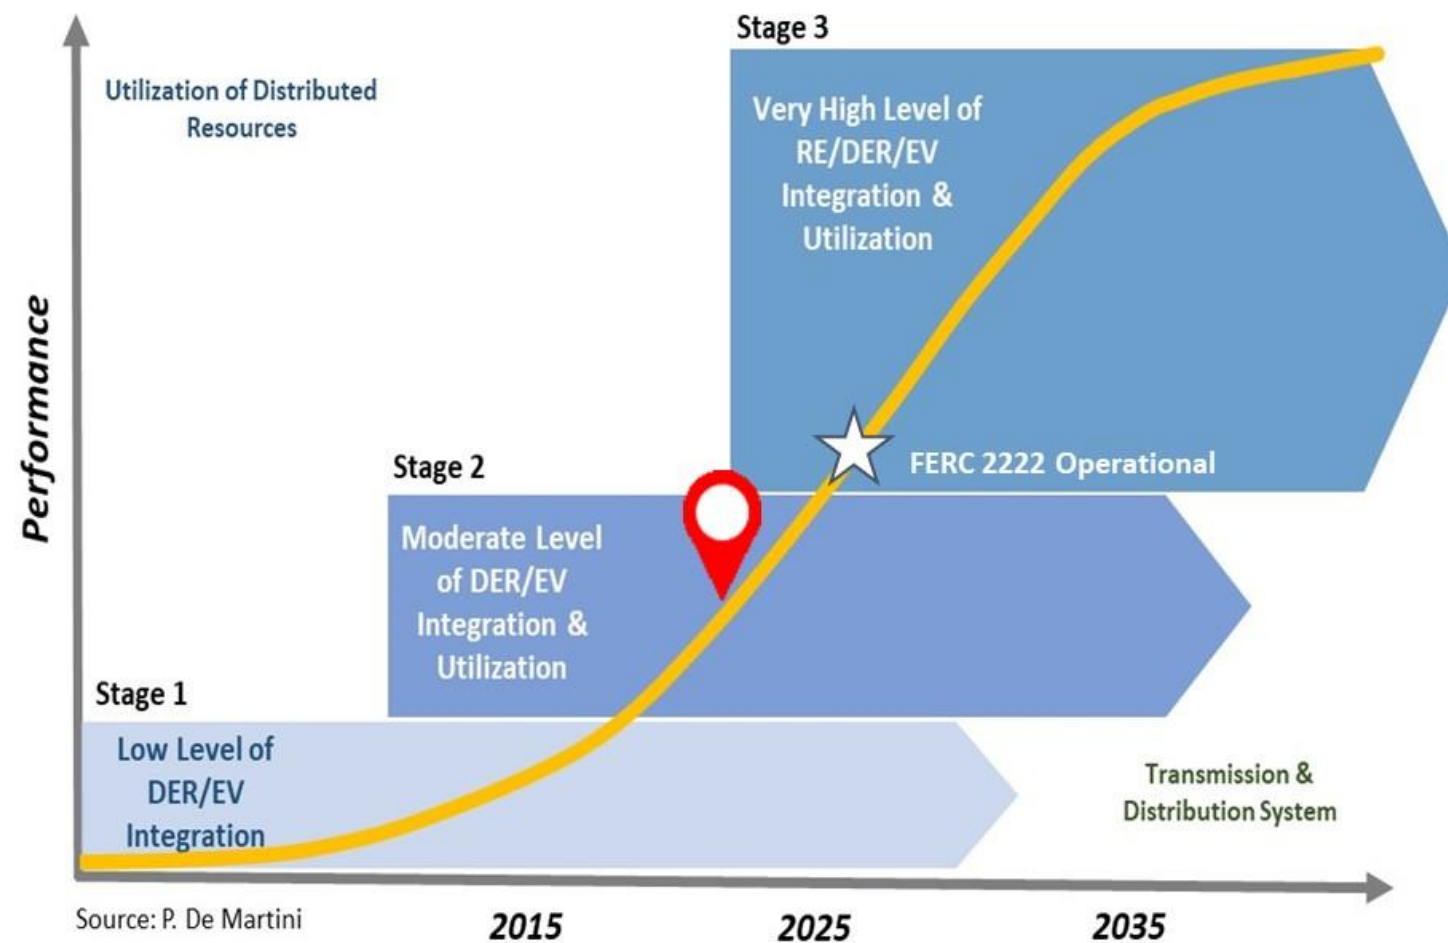 Stage 3
Utilization of Distributed
Resources
Very High Level of
RE/DER/EV
Integration &
Utilization
Performance
FERC 2222 Operational
Stage 2
Moderate Level
of DER/EV
Integration &
Utilization
Stage 1
Low Level of
DER/EV
Integration
Transmission &
Distribution System
Source: P. De Martini
2015
2025
2035